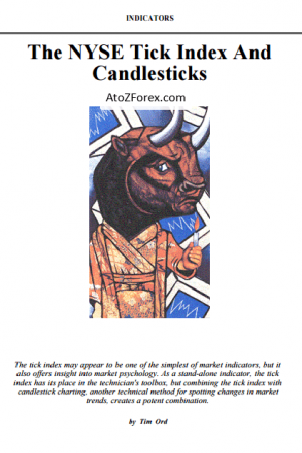 INDICATORS
The NYSE Tick Index And
Candlesticks
AtoZForex.com
The tick index may appear to be one of the simplest of market indicators, but it
also offers insight into market psychology. As a stand-alone indicator, the tick
index has its place in the technician's toolbox, but combining the tick index with
candlestick charting, another technical method for spotting changes in market
trends, creates a potent combination.
by Tim Ord